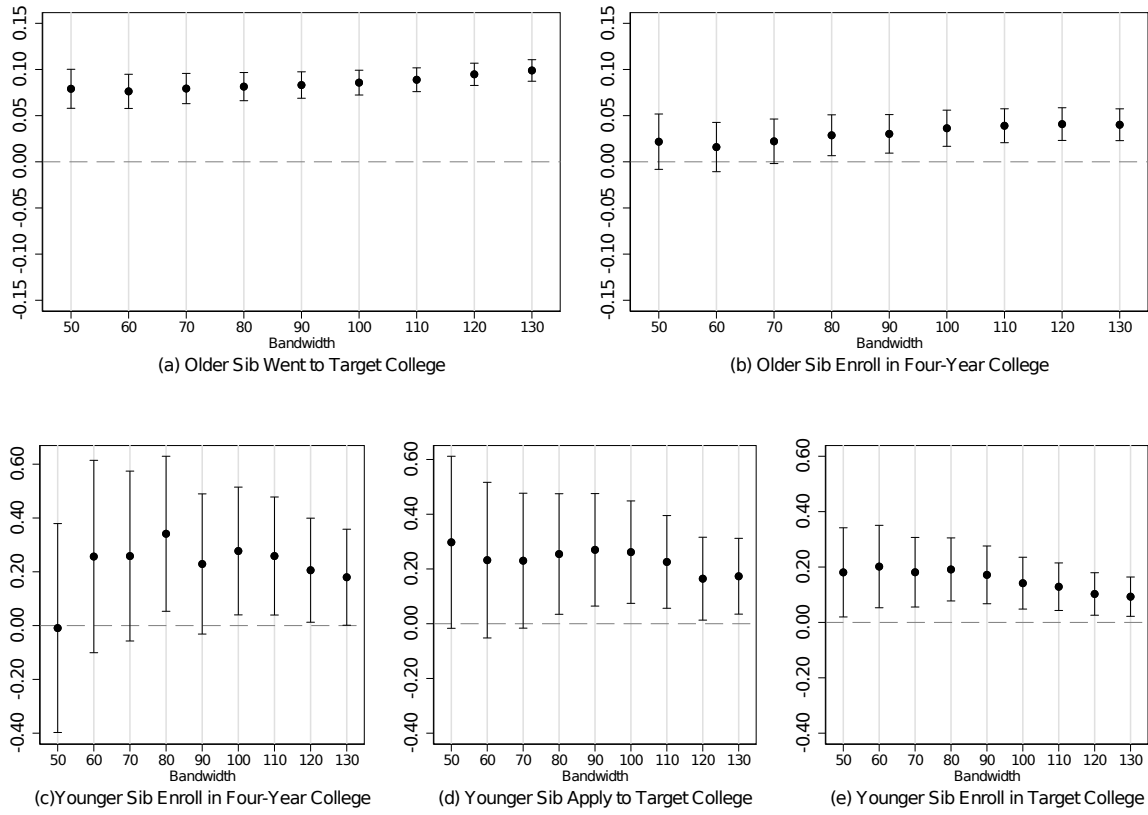 0.15
0.10
0.05
0.00
-0.05
-0.10
-0.15
50 60 70 80 90 100 110 120 130
Bandwidth
(a) Older Sib Went to Target College
0.15
0.10
0.05
0.00
-0.05
-0.10
-0.15
50 60 70 80 90 100 110 120 130
Bandwidth
(b) Older Sib Enroll in Four-Year College
0.60
0.40
0.20
0.00
-0.20
-0.40
50 60 70 80 90 100 110 120 130
Bandwidth
(c)Younger Sib Enroll in Four-Year College
0.60
0.40
0.20
0.00
-0.20
-0.40
50 60 70 80 90 100 110 120 130
Bandwidth
(d) Younger Sib Apply to Target College
0.60
0.40
0.20
0.00
-0.20
-0.40
50 60 70 80 90 100 110 120 130
Bandwidth
(e) Younger Sib Enroll in Target College